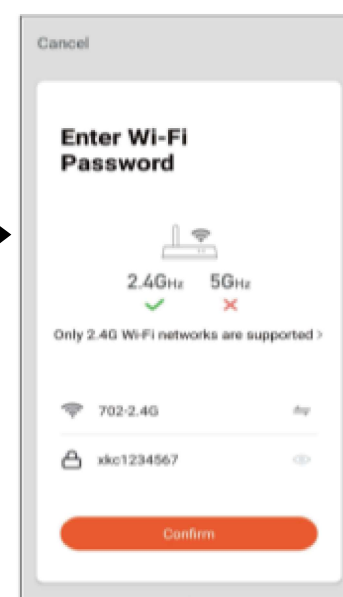 Cancel
Enter Wi-Fi
Password
2.4GHz 5GHz
Only 2.4G Wi-Fi networks are supported >
702-2.4G
xkc1234567
Confirm